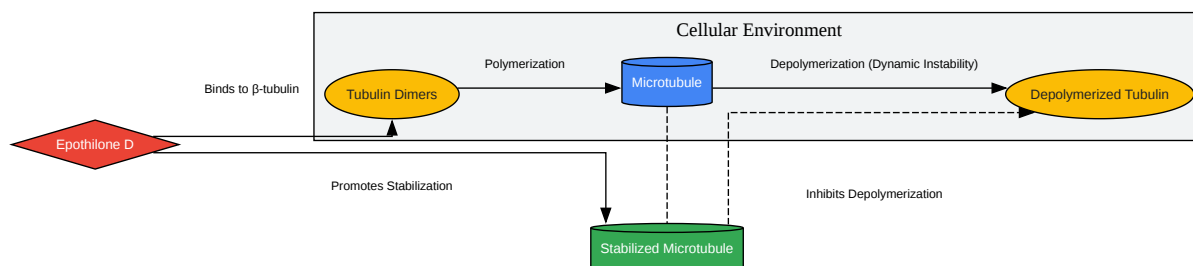 Cellular Environment
Polymerization
Depolymerization (Dynamic Instability)
Binds to β-tubulin
Tubulin Dimers
Microtubule
Depolymerized Tubulin
Epothilone D
Promotes Stabilization
Inhibits Depolymerization
Stabilized Microtubule